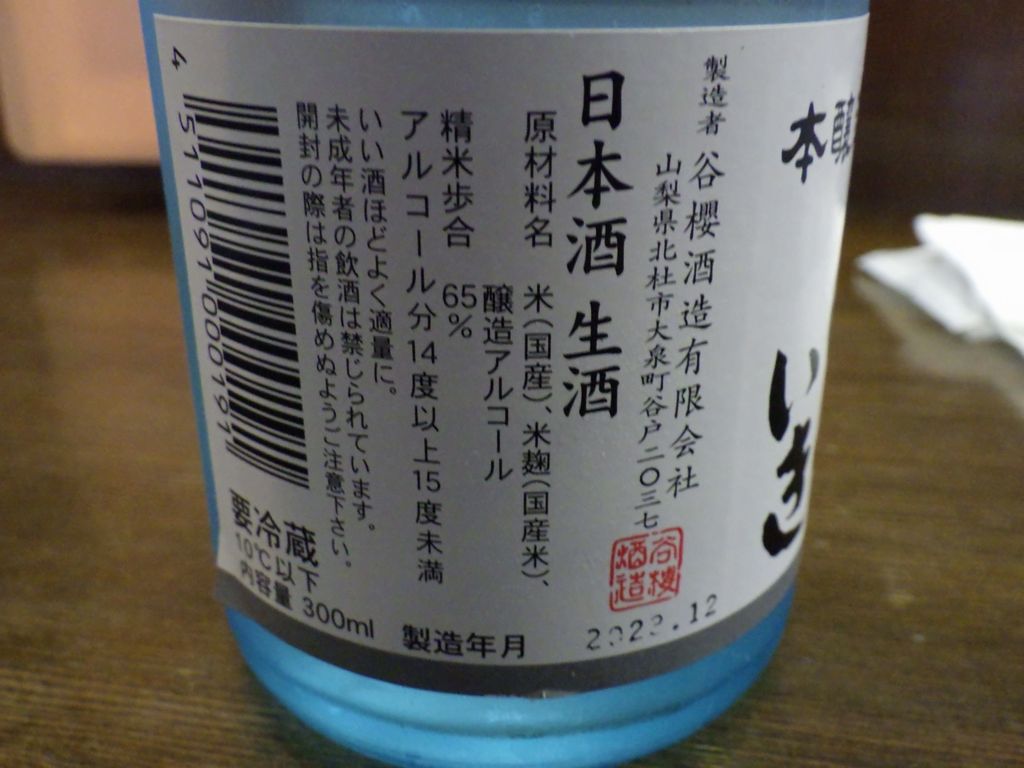 本醸
いき
製造者 谷櫻酒造有限会社
山梨県北杜市大泉町谷戸二〇三七
谷櫻
酒造
日本酒 生酒
原材料名 米(国産)、米麹(国産米)、
醸造アルコール
精米歩合 65%
アルコール分14度以上15度未満
いい酒ほどよく適量に。
未成年者の飲酒は禁じられています。
開封の際は指を傷めぬようご注意下さい。
4 511091 000191
要冷蔵
10℃以下
内容量 300ml
製造年月 2023.12